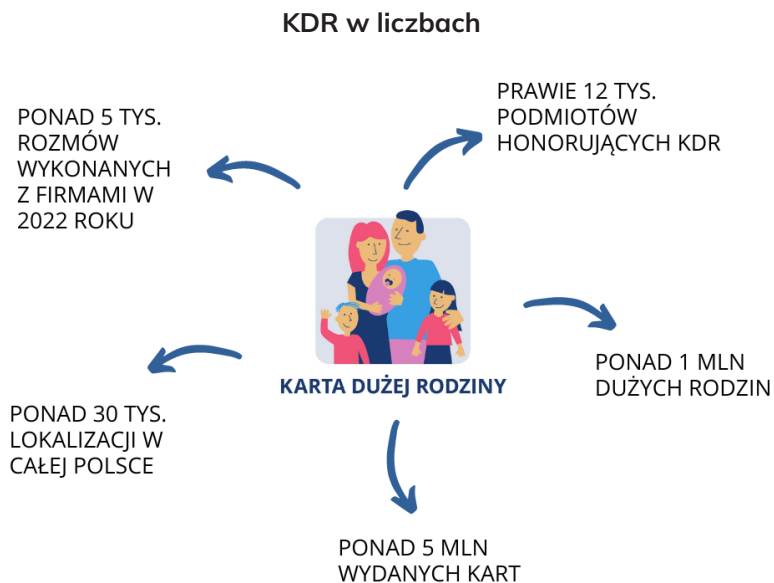 KDR w liczbach
PONAD 5 TYS.
ROZMÓW
WYKONANYCH
Z FIRMAMI W
2022 ROKU
PRAWIE 12 TYS.
PODMIOTÓW
HONORUJĄCYCH KDR
KARTA DUŻEJ RODZINY
PONAD 1 MLN
DUŻYCH RODZIN
PONAD 30 TYS.
LOKALIZACJI W
CAŁEJ POLSCE
PONAD 5 MLN
WYDANYCH KART